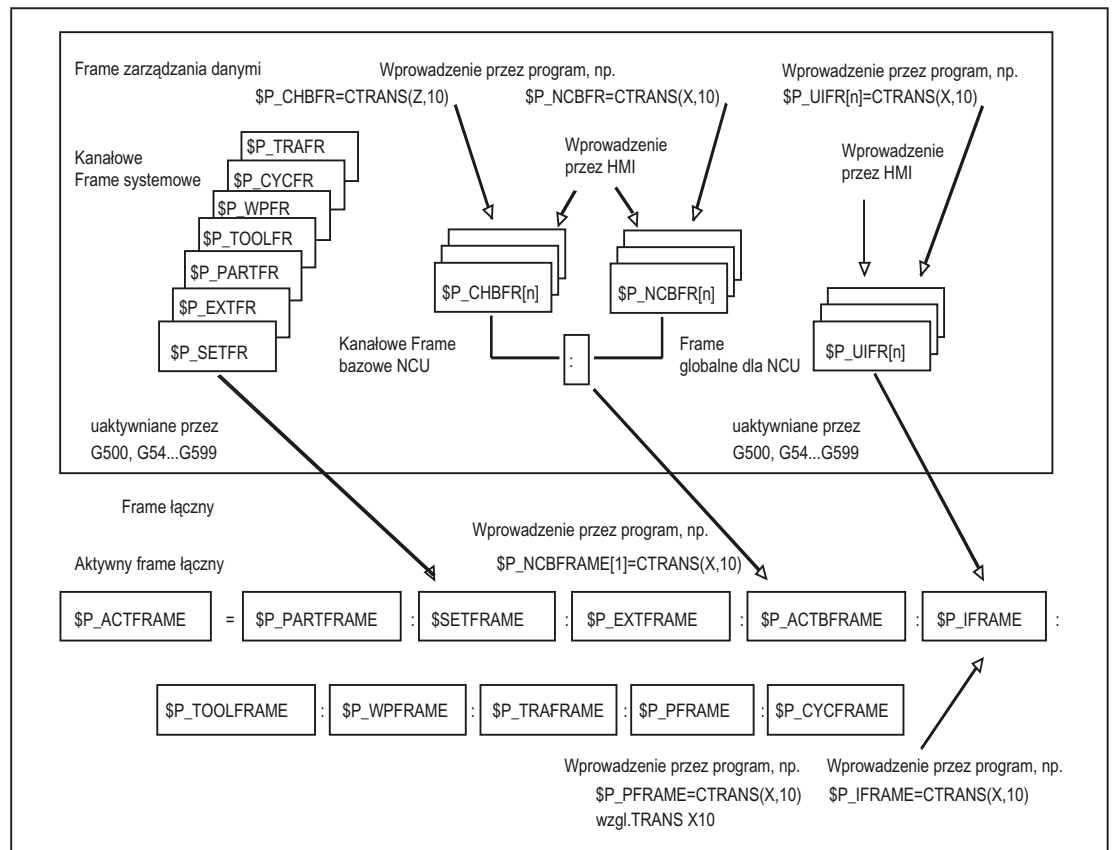 Frame zarządzania danymi
Wprowadzenie przez program, np.
$P_CHBFR=CTRANS(Z,10)
$P_NCBFR=CTRANS(X,10)
Wprowadzenie przez program, np.
$P_UIFR[n]=CTRANS(X,10)
Kanałowe
Frame systemowe
$P_TRAFR
$P_CYCFR
$P_WPFR
$P_TOOLFR
$P_PARTFR
$P_EXTFR
$P_SETFR
Wprowadzenie
przez HMI
Wprowadzenie
przez HMI
$P_CHBFR[n]
$P_NCBFR[n]
$P_UIFR[n]
Kanałowe Frame
bazowe NCU
:
Frame
globalne dla NCU
uaktywniane przez
G500, G54...G599
uaktywniane przez
G500, G54...G599
Frame łączny
Wprowadzenie przez program, np.
$P_NCBFRAME[1]=CTRANS(X,10)
Aktywny frame łączny
$P_ACTFRAME = $P_PARTFRAME : $SETFRAME : $P_EXTFRAME : $P_ACTBFRAME : $P_IFRAME :
$P_TOOLFRAME : $P_WPFRAME : $P_TRAFRAME : $P_PFRAME : $P_CYCFRAME
Wprowadzenie przez program, np.
$P_PFRAME=CTRANS(X,10)
wzgl.TRANS X10
Wprowadzenie przez program, np.
$P_IFRAME=CTRANS(X,10)